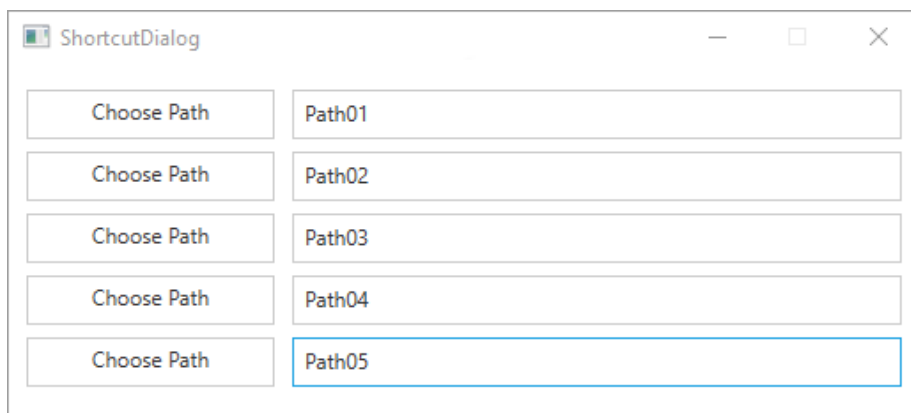 ShortcutDialog
Choose Path Path01
Choose Path Path02
Choose Path Path03
Choose Path Path04
Choose Path Path05